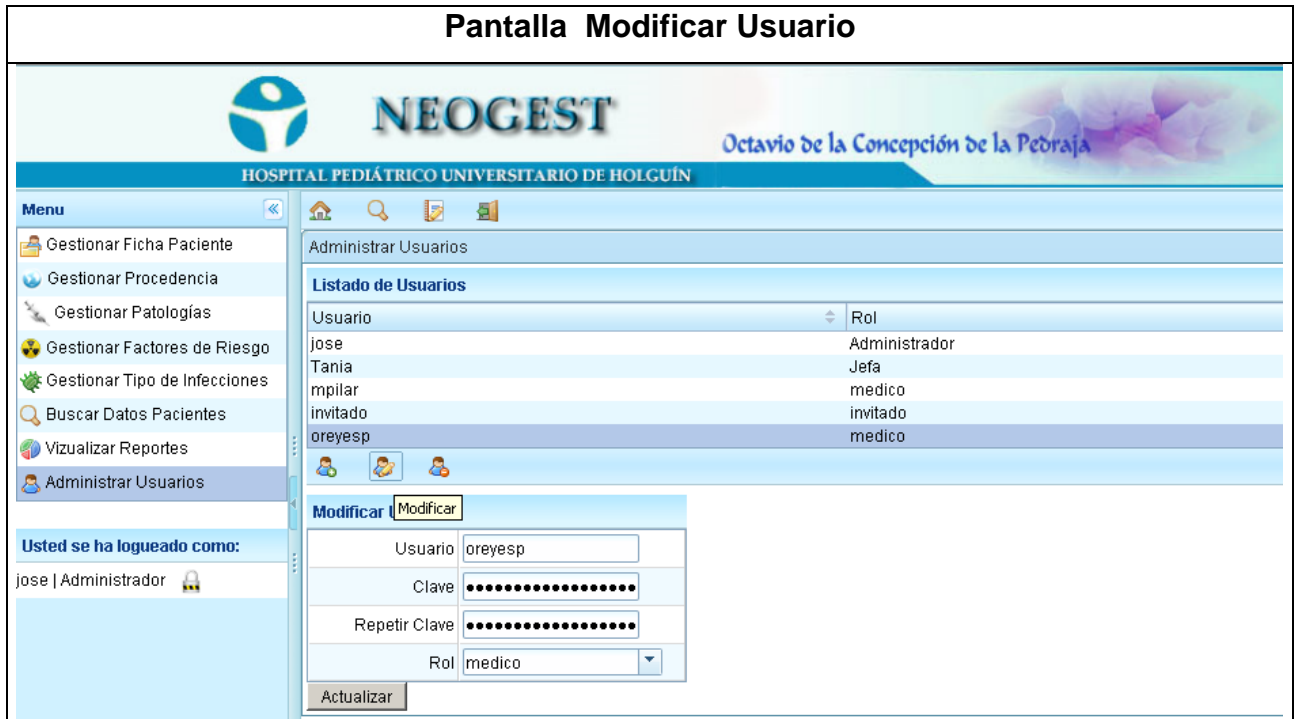 Pantalla Modificar Usuario
NEOGEST
Octavio de la Concepción de la Pedraja
HOSPITAL PEDIÁTRICO UNIVERSITARIO DE HOLGUÍN
Menu
Gestionar Ficha Paciente
Gestionar Procedencia
Gestionar Patologías
Gestionar Factores de Riesgo
Gestionar Tipo de Infecciones
Buscar Datos Pacientes
Vizualizar Reportes
Administrar Usuarios
Usted se ha logueado como:
jose | Administrador
Administrar Usuarios
Listado de Usuarios
Usuario Rol
jose Administrador
Tania Jefa
mpilar medico
invitado invitado
oreyesp medico
Modificar
Modificar
Usuario oreyesp
Clave ••••••••••••••••••
Repetir Clave ••••••••••••••••••
Rol medico
Actualizar